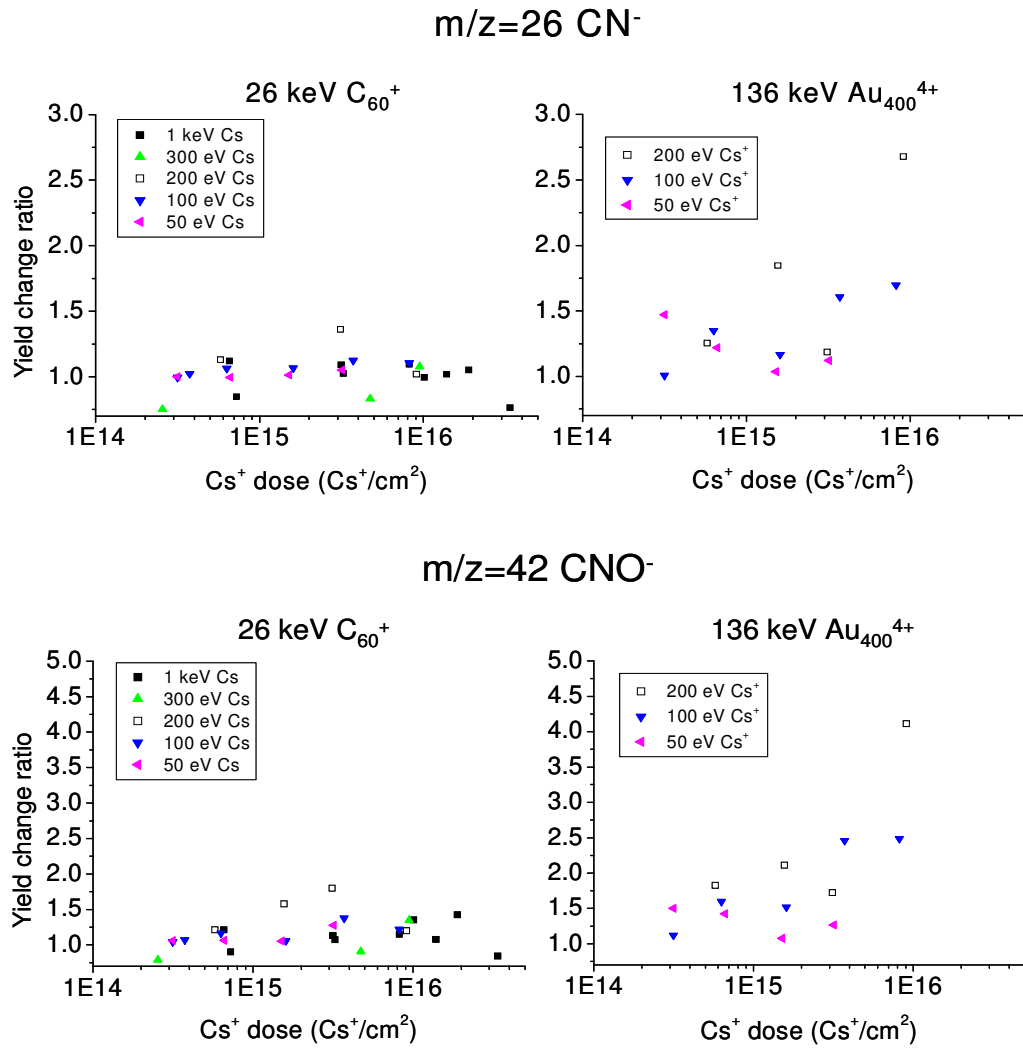 m/z=26 CN⁻
26 keV C₆₀⁺
3.0
2.5
2.0
1.5
1.0
Yield change ratio
1 keV Cs
300 eV Cs
200 eV Cs
100 eV Cs
50 eV Cs
1E14
1E15
1E16
Cs⁺ dose (Cs⁺/cm²)
136 keV Au₄₀₀⁴⁺
3.0
2.5
2.0
1.5
1.0
200 eV Cs⁺
100 eV Cs⁺
50 eV Cs⁺
1E14
1E15
1E16
Cs⁺ dose (Cs⁺/cm²)
m/z=42 CNO⁻
26 keV C₆₀⁺
5.0
4.5
4.0
3.5
3.0
2.5
2.0
1.5
1.0
Yield change ratio
1 keV Cs
300 eV Cs
200 eV Cs
100 eV Cs
50 eV Cs
1E14
1E15
1E16
Cs⁺ dose (Cs⁺/cm²)
136 keV Au₄₀₀⁴⁺
5.0
4.5
4.0
3.5
3.0
2.5
2.0
1.5
1.0
200 eV Cs⁺
100 eV Cs⁺
50 eV Cs⁺
1E14
1E15
1E16
Cs⁺ dose (Cs⁺/cm²)